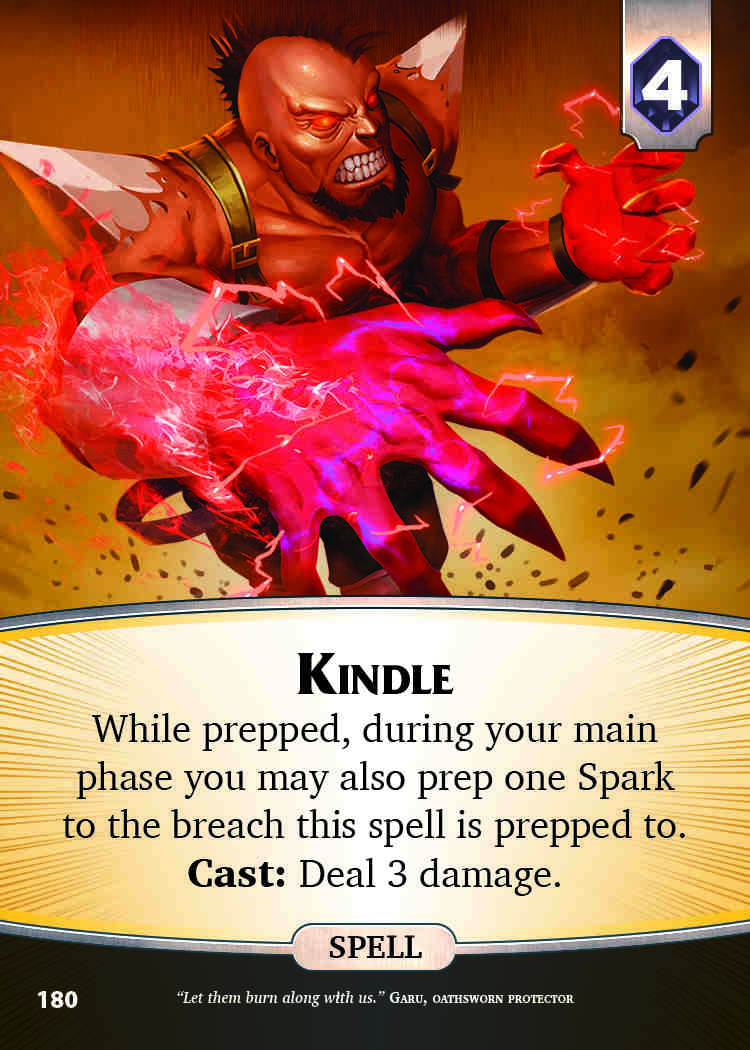 4
KINDLE
While prepped, during your main
phase you may also prep one Spark
to the breach this spell is prepped to.
Cast: Deal 3 damage.
SPELL
180
“Let them burn along with us.” GARU, OATHSWORN PROTECTOR